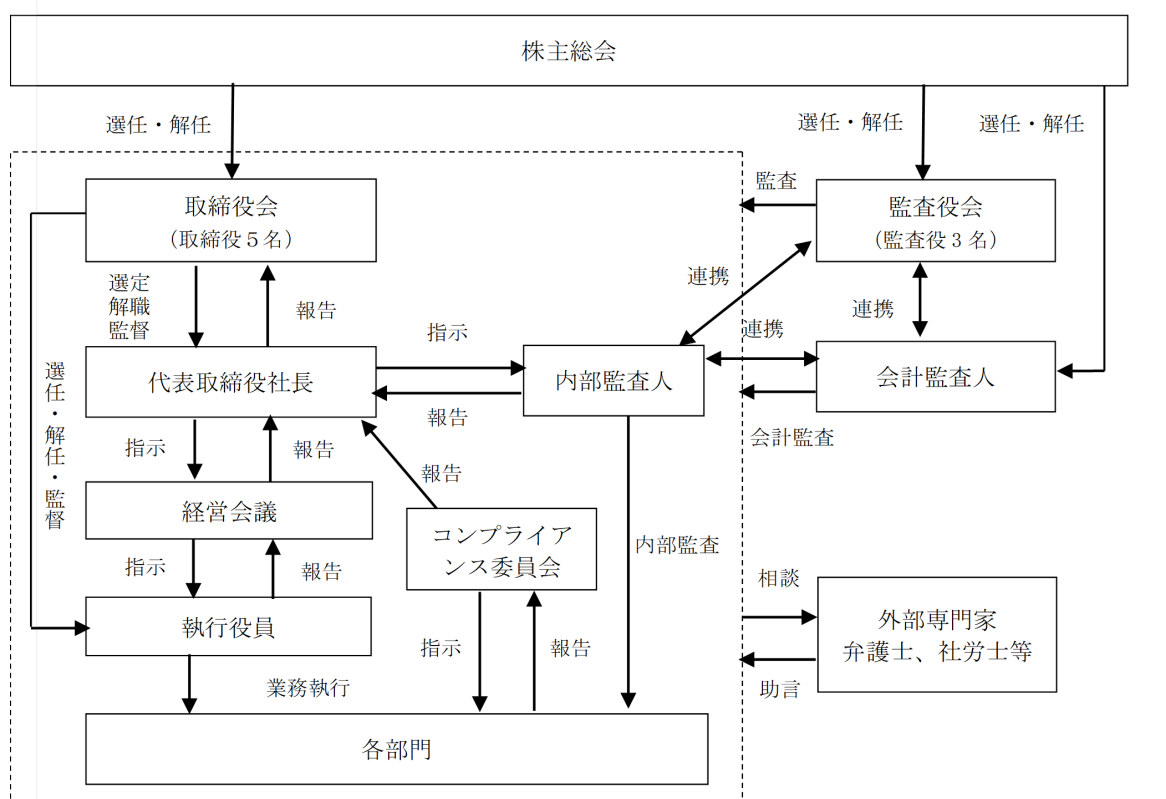 株主総会
選任・解任
選任・解任
選任・解任
取締役会
（取締役５名）
監査
監査役会
（監査役３名）
選定
解職
監督
報告
連携
連携
指示
連携
代表取締役社長
内部監査人
会計監査人
報告
会計監査
選任・解任・監督
指示
報告
報告
経営会議
コンプライア
ンス委員会
内部監査
指示
報告
相談
執行役員
外部専門家
弁護士、社労士等
指示
報告
業務執行
助言
各部門